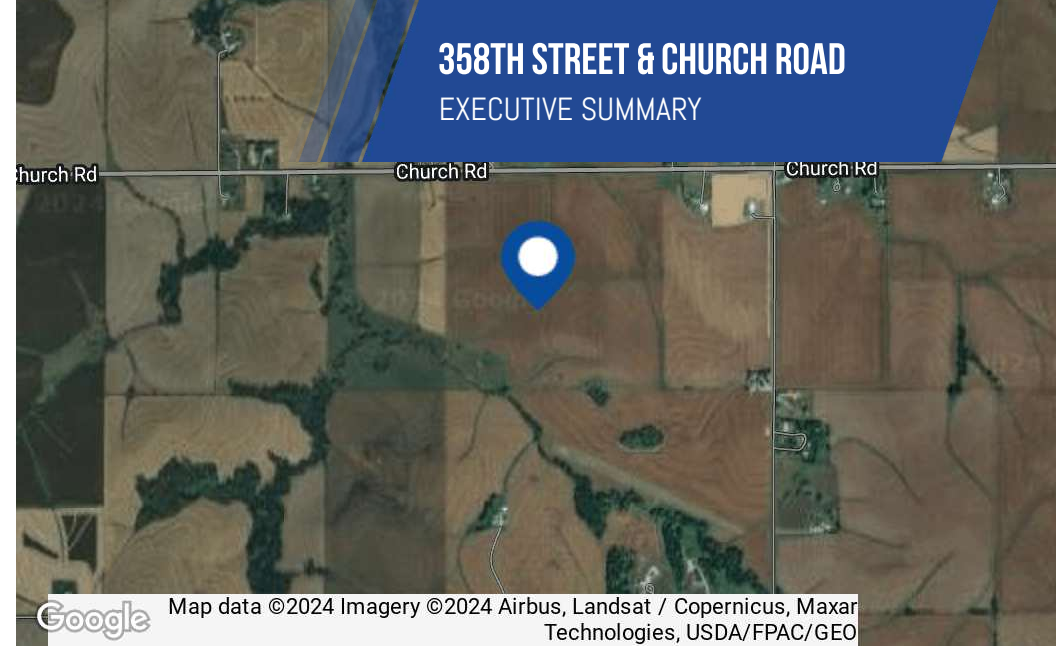 358TH STREET & CHURCH ROAD
EXECUTIVE SUMMARY
Church Rd
Church Rd
Church Rd
Google
Map data ©2024 Imagery ©2024 Airbus, Landsat / Copernicus, Maxar
Technologies, USDA/FPAC/GEO